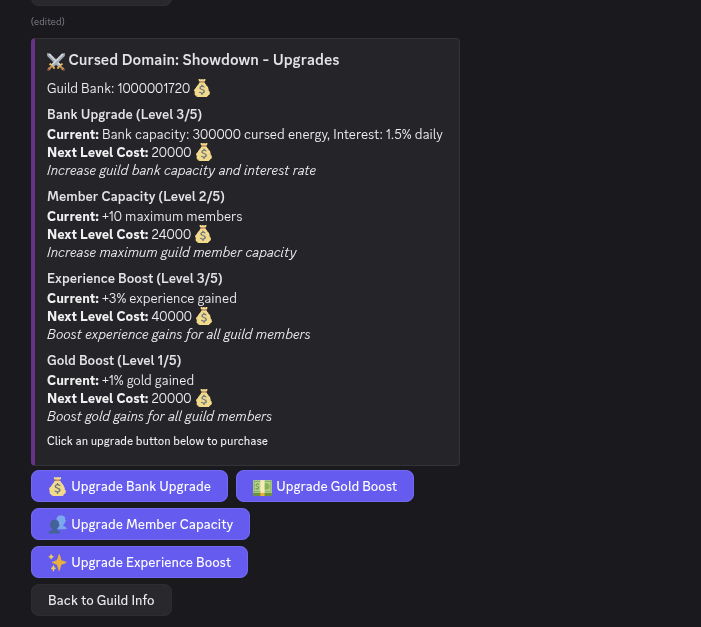 (edited)
Cursed Domain: Showdown - Upgrades
Guild Bank: 1000001720
Bank Upgrade (Level 3/5)
Current: Bank capacity: 300000 cursed energy, Interest: 1.5% daily
Next Level Cost: 20000
Increase guild bank capacity and interest rate
Member Capacity (Level 2/5)
Current: +10 maximum members
Next Level Cost: 24000
Increase maximum guild member capacity
Experience Boost (Level 3/5)
Current: +3% experience gained
Next Level Cost: 40000
Boost experience gains for all guild members
Gold Boost (Level 1/5)
Current: +1% gold gained
Next Level Cost: 20000
Boost gold gains for all guild members
Click an upgrade button below to purchase
Upgrade Bank Upgrade
Upgrade Gold Boost
Upgrade Member Capacity
Upgrade Experience Boost
Back to Guild Info